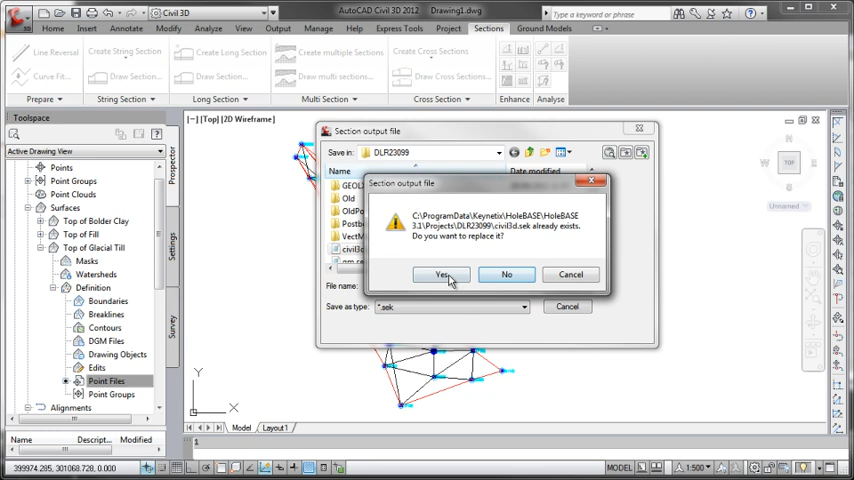 Civil 3D
AutoCAD Civil 3D 2012 Drawing1.dwg
Type a keyword or phrase
Home Insert Annotate Modify Analyze View Output Manage Help Express Tools Project Sections Ground Models
Line Reversal
Curve Fit...
Prepare
Create String Section
Draw Section...
String Section
Create Long Section
Draw Section...
Long Section
Create Multiple sections
Draw Multi sections...
Multi Section
Create Cross Sections
Draw Cross Sections...
Cross Section
Enhance
Analyse
Toolspace
Active Drawing View
Points
Point Groups
Point Clouds
Surfaces
Top of Bolder Clay
Top of Glacial Till
Masks
Watersheds
Definition
Boundaries
Breaklines
Contours
DGM Files
Drawing Objects
Edits
Point Files
Point Groups
Alignments
Name Descript... Modified
Prospector
Settings
Survey
[−] [Top] [2D Wireframe]
N
W
TOP
S
Unnamed
Section output file
Save in: DLR23099
Name
Date modified
Old
civil3d
File name:
Save as type: *.sek
Cancel
Section output file
C:\ProgramData\Keynetix\HoleBASE\HoleBASE
3.1\Projects\DLR23099\civil3d.sek already exists.
Do you want to replace it?
Yes
No
Cancel
Y
X
Model Layout1
1
399974.285, 301068.728, 0.000
MODEL
1:500